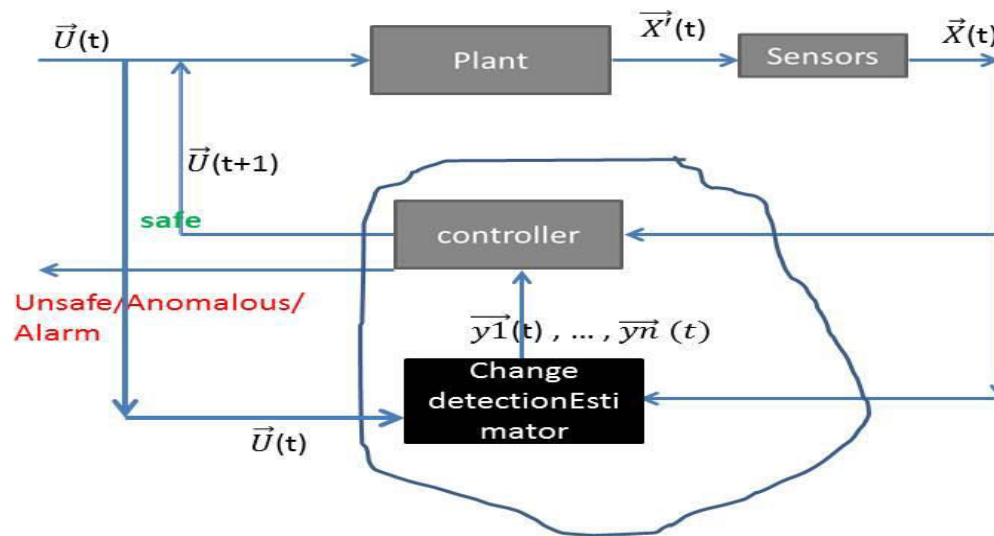 U⃗(t)
X'⃗(t)
X⃗(t)
Plant
Sensors
U⃗(t+1)
safe
controller
Unsafe/Anomalous/
Alarm
y1⃗(t) , ... , yn⃗ (t)
Change
detectionEsti
mator
U⃗(t)